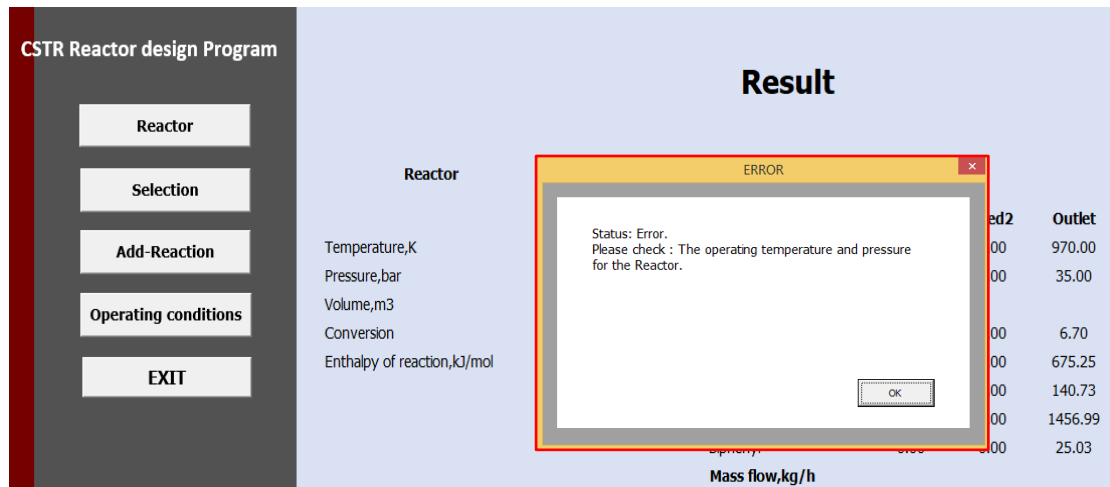 CSTR Reactor design Program
Result
Reactor
Selection
Add-Reaction
Operating conditions
EXIT
Reactor
Temperature,K
Pressure,bar
Volume,m3
Conversion
Enthalpy of reaction,kJ/mol
ERROR
Status: Error.
Please check : The operating temperature and pressure
for the Reactor.
OK
Outlet
970.00
35.00
6.70
675.25
140.73
1456.99
25.03
Mass flow,kg/h